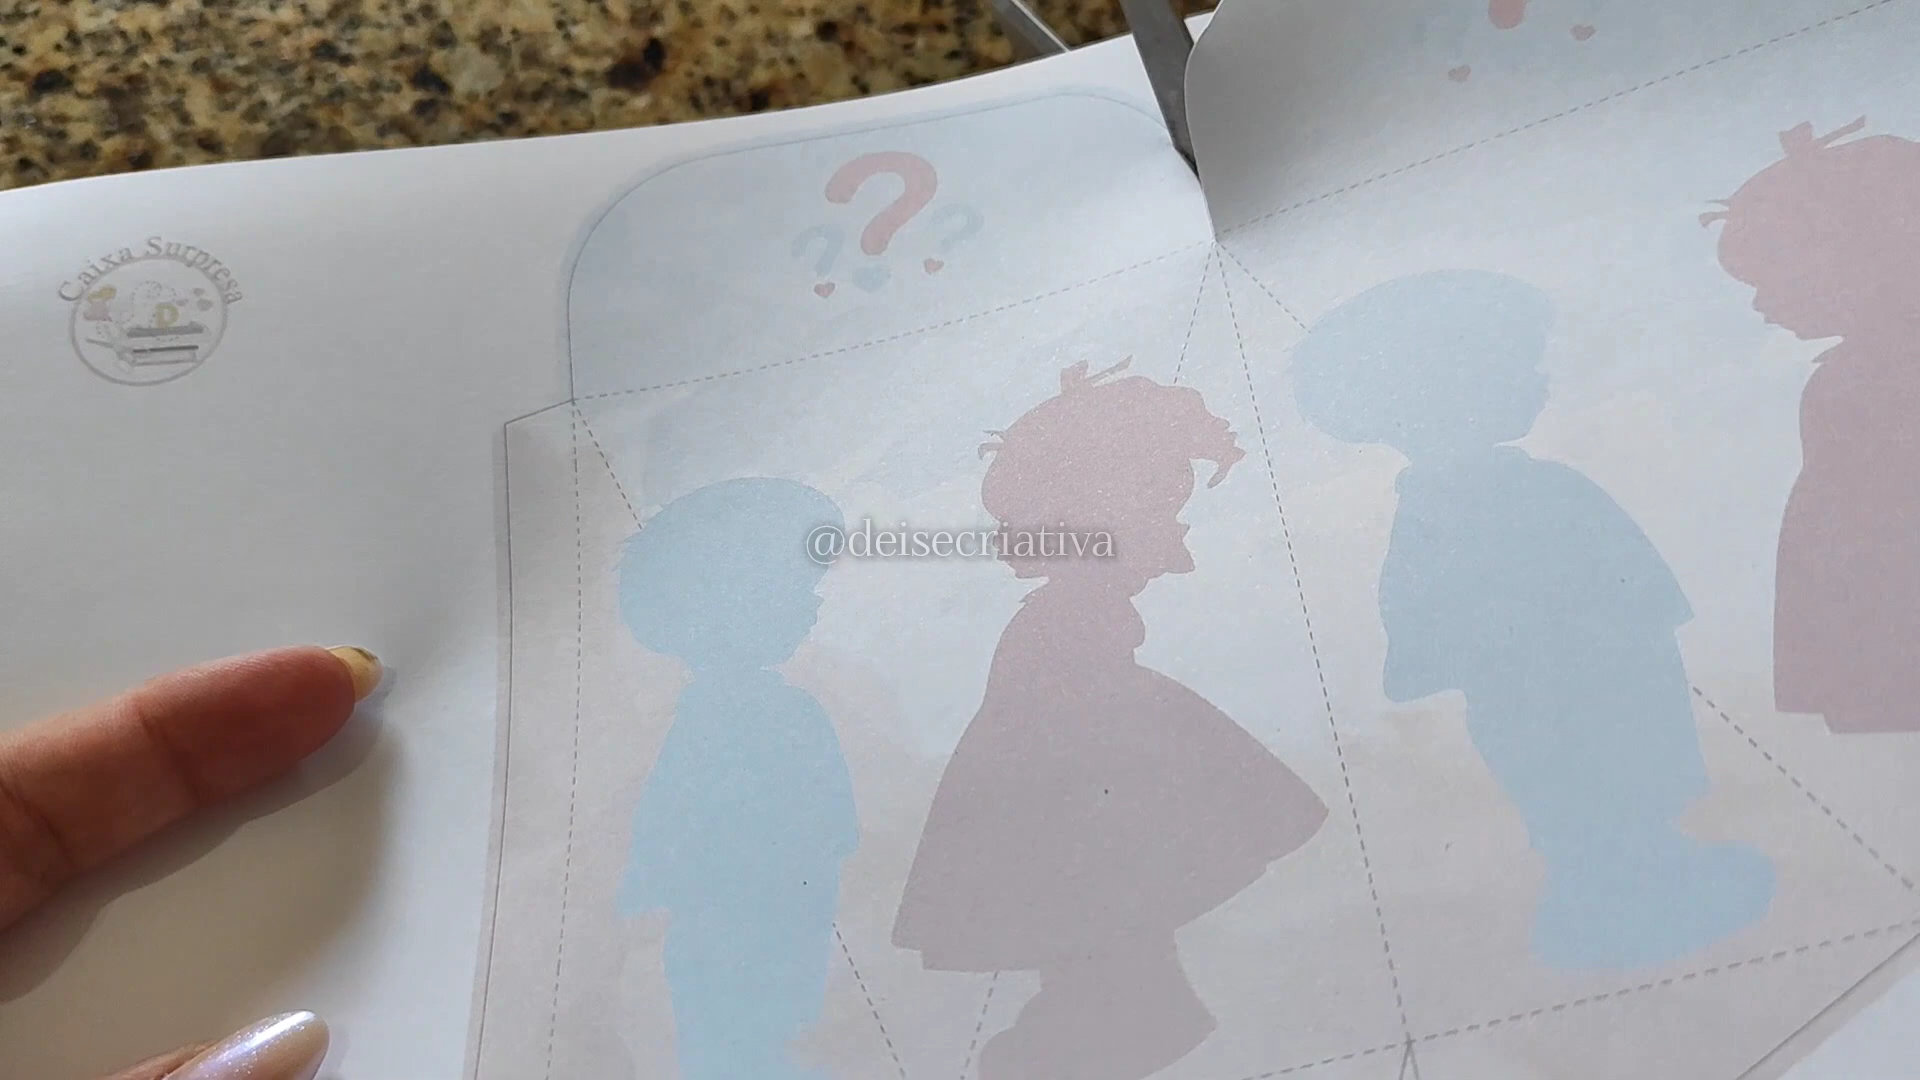 Caixa Surpresa
D
? ? ?
@deisecriativa